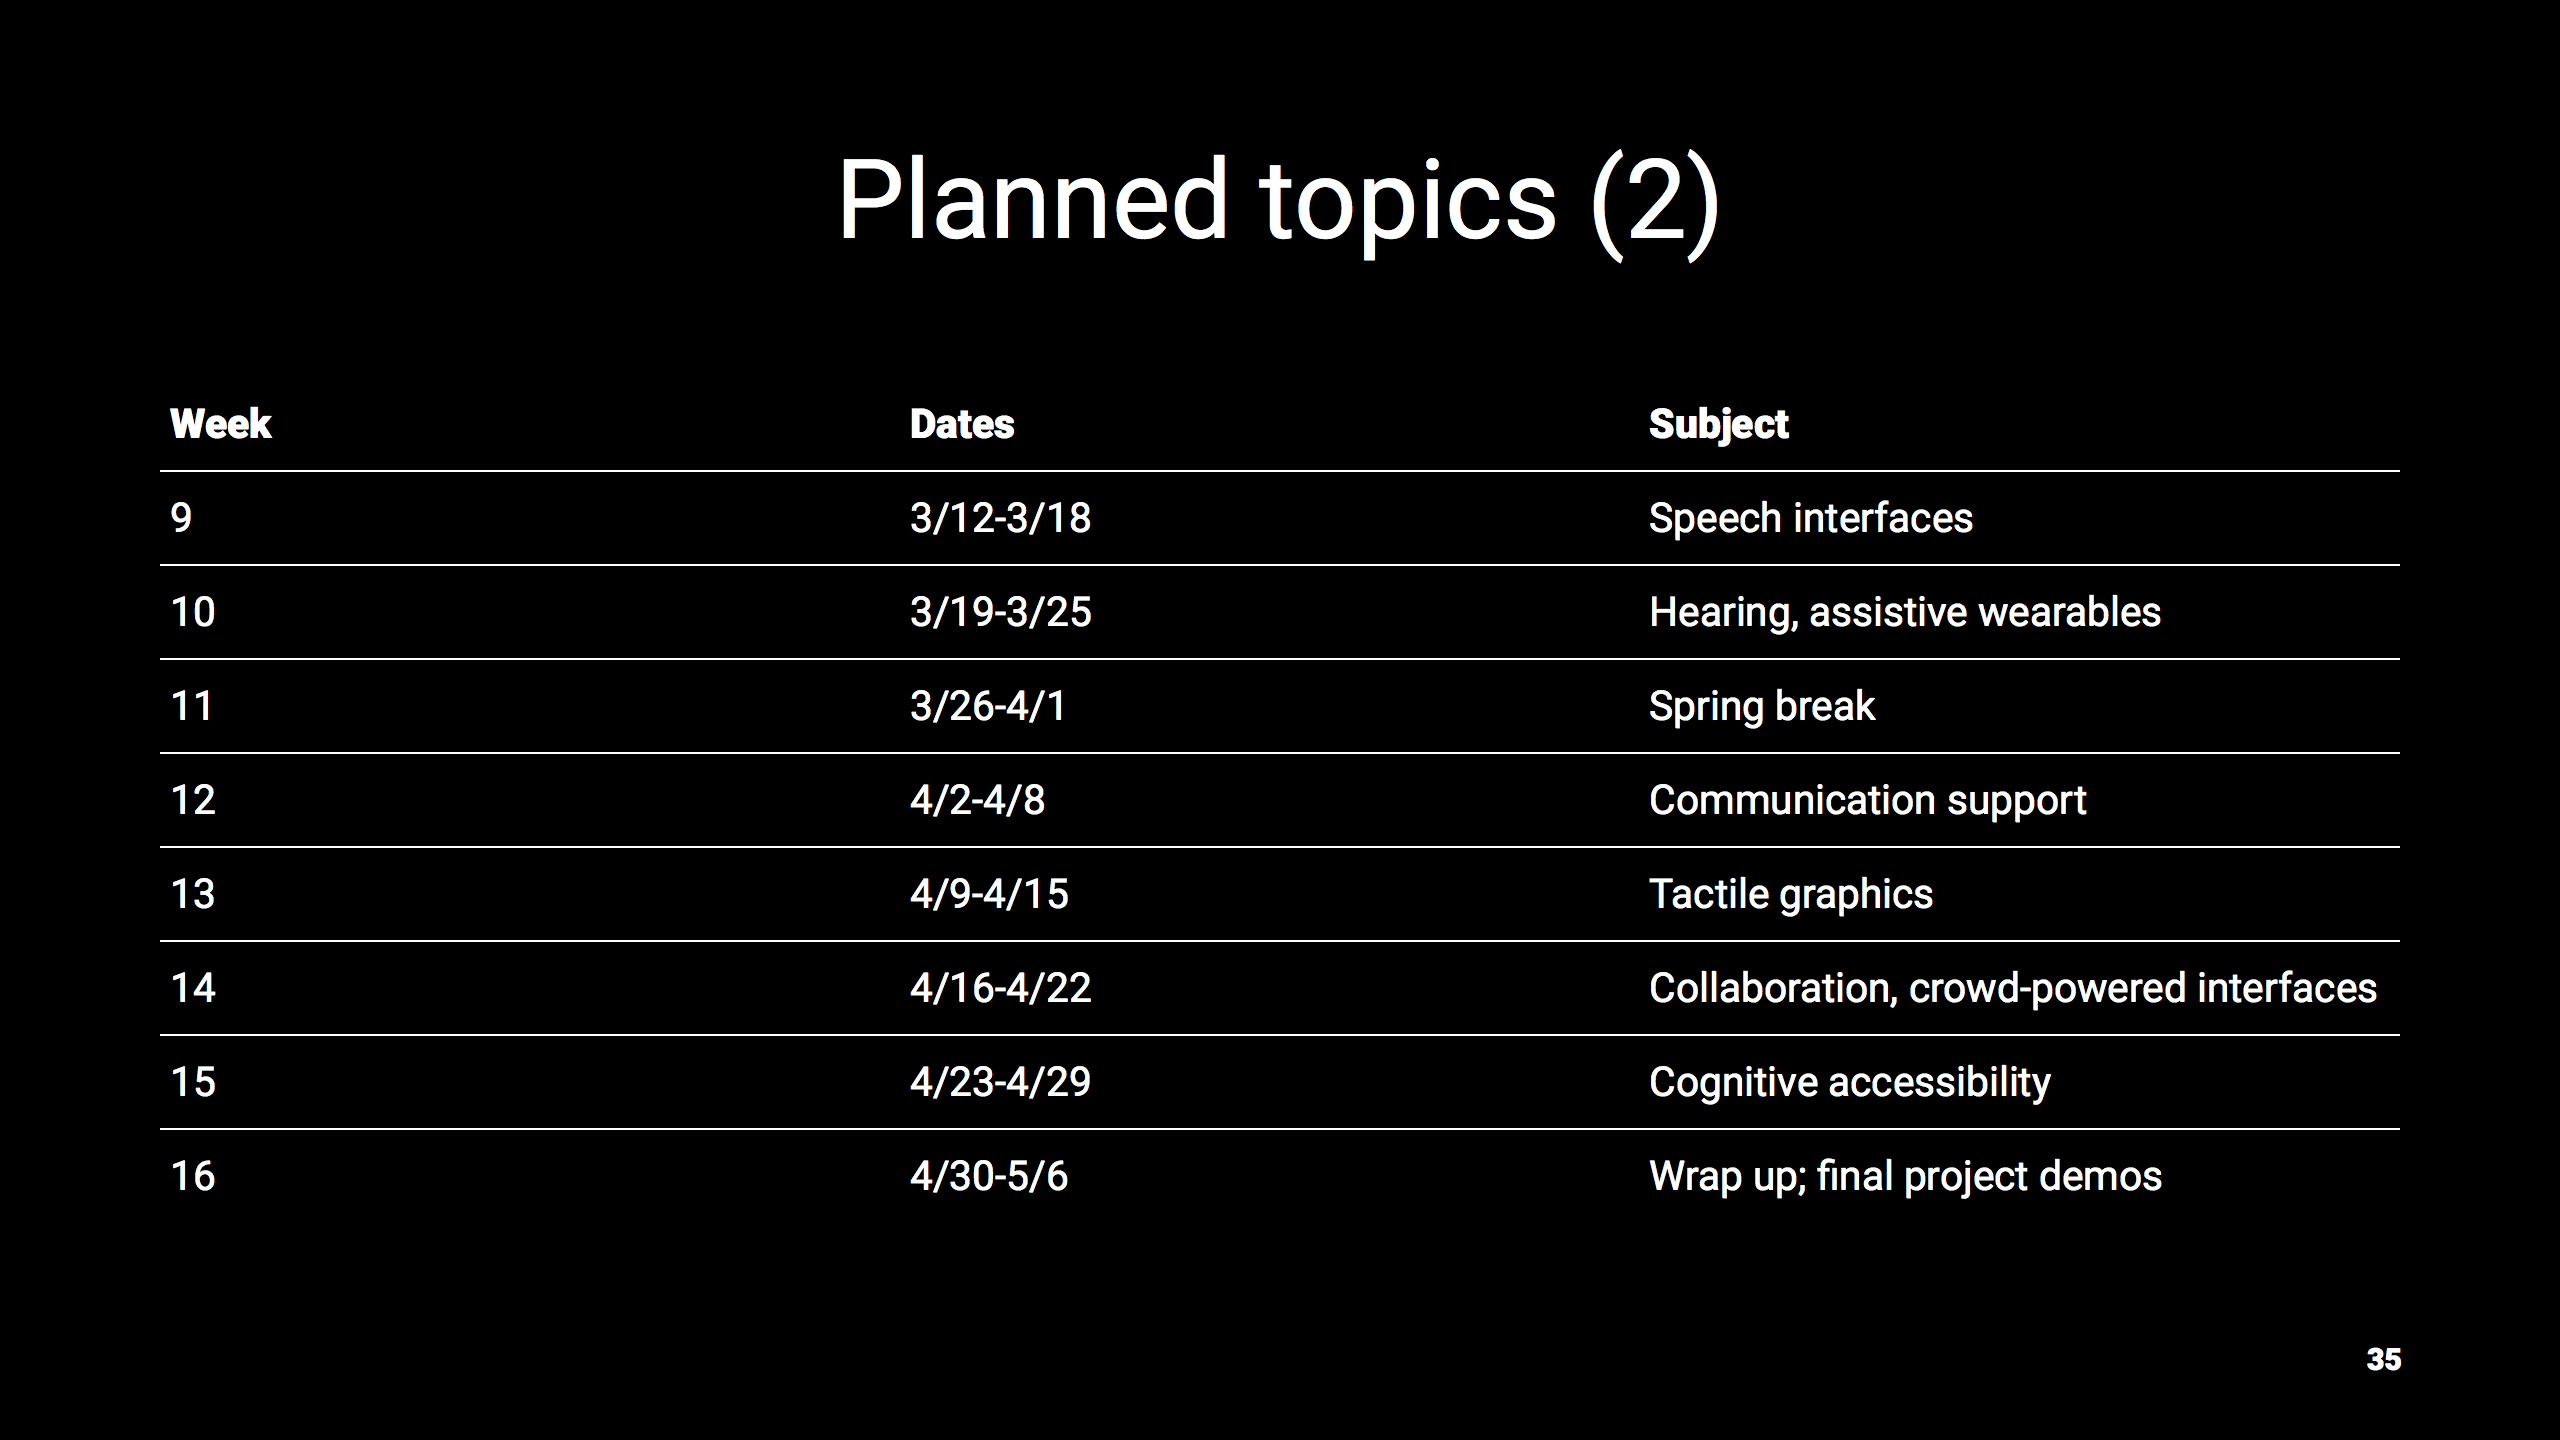 Planned topics (2)
Week Dates Subject
9 3/12-3/18 Speech interfaces
10 3/19-3/25 Hearing, assistive wearables
11 3/26-4/1 Spring break
12 4/2-4/8 Communication support
13 4/9-4/15 Tactile graphics
14 4/16-4/22 Collaboration, crowd-powered interfaces
15 4/23-4/29 Cognitive accessibility
16 4/30-5/6 Wrap up; final project demos
35